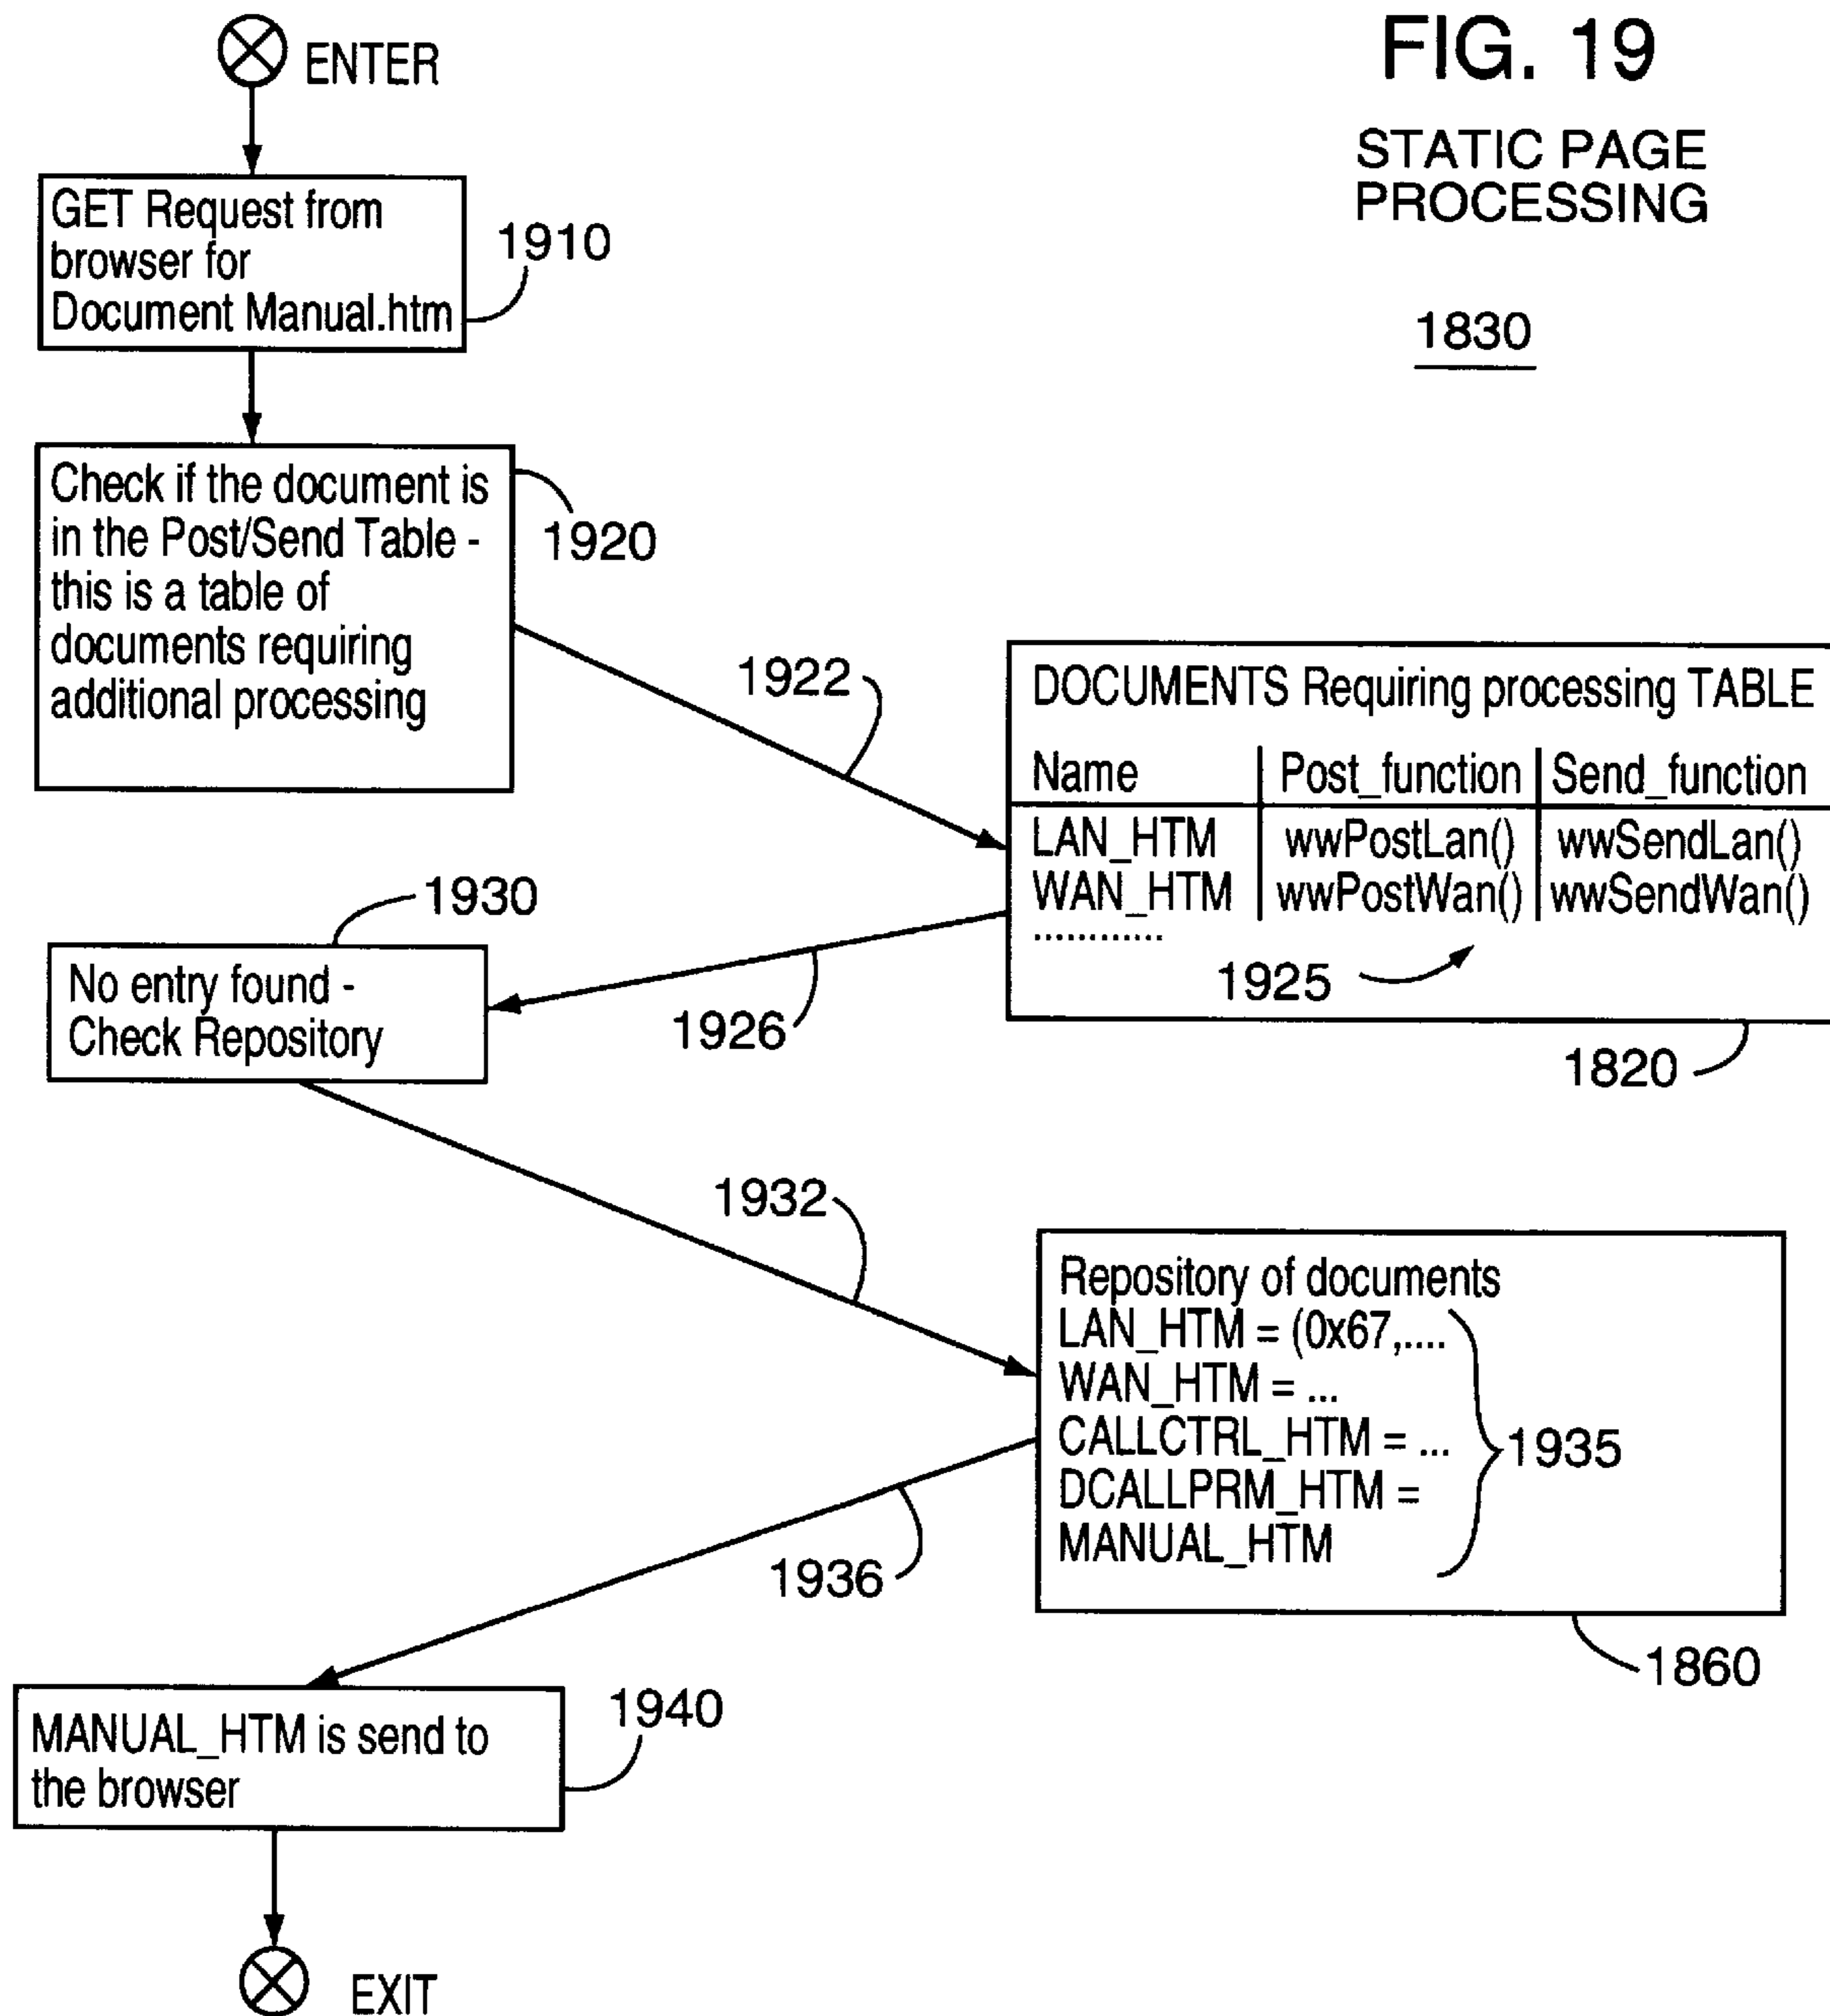 FIG. 19
STATIC PAGE
PROCESSING
1830
ENTER
GET Request from
browser for
Document Manual.htm
1910
Check if the document is
in the Post/Send Table -
this is a table of
documents requiring
additional processing
1920
1922
DOCUMENTS Requiring processing TABLE
Name Post_function Send_function
LAN_HTM wwPostLan() wwSendLan()
WAN_HTM wwPostWan() wwSendWan()
............
1925
1820
1926
1930
No entry found -
Check Repository
1932
Repository of documents
LAN_HTM = (0x67,....
WAN_HTM = ...
CALLCTRL_HTM = ...
DCALLPRM_HTM =
MANUAL_HTM
1935
1860
1936
MANUAL_HTM is send to
the browser
1940
EXIT